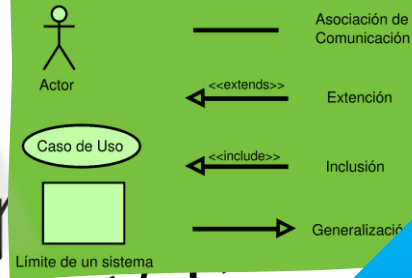 Asociación de
Comunicación
Actor
<<extends>>
Extención
Caso de Uso
<<include>>
Inclusión
Límite de un sistema